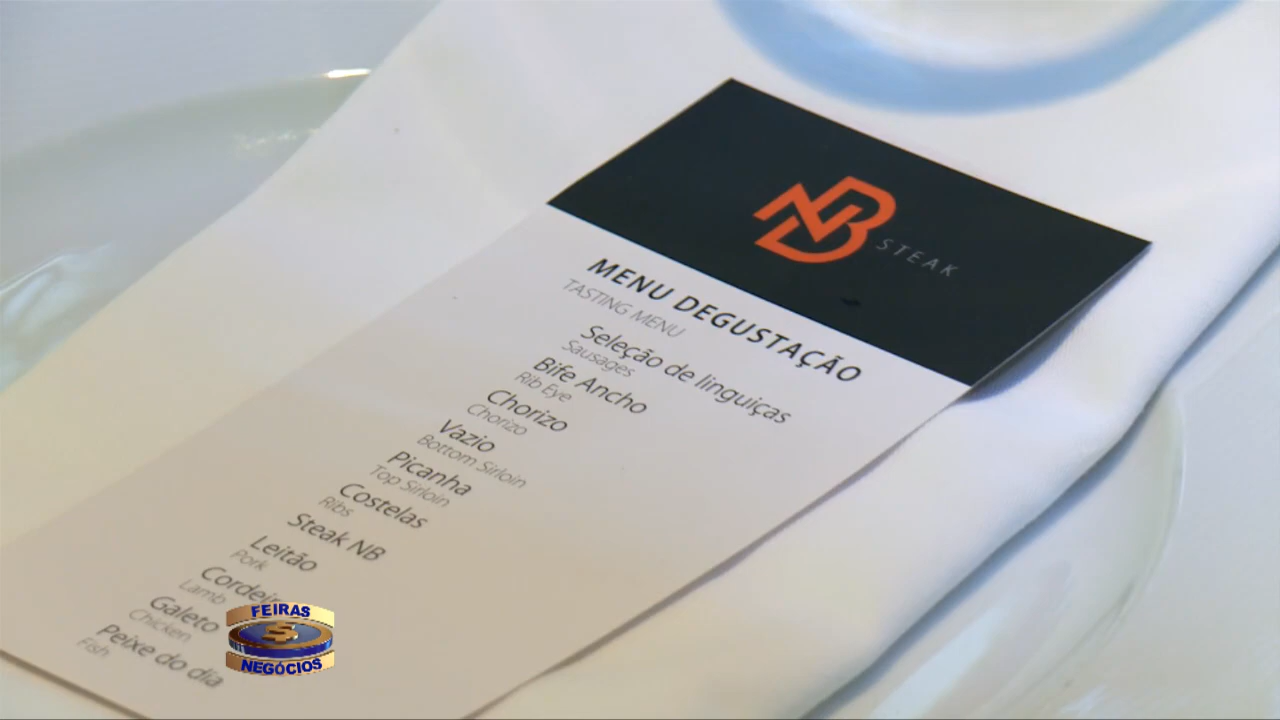 NB STEAK
MENU DEGUSTAÇÃO
TASTING MENU
Seleção de linguiças
Sausages
Bife Ancho
Rib Eye
Chorizo
Chorizo
Vazio
Bottom Sirloin
Picanha
Top Sirloin
Costelas
Ribs
Steak NB
Leitão
Pork
Cordeir
Lamb
Galeto
Chicken
Peixe do dia
Fish
FEIRAS
$
NEGÓCIOS